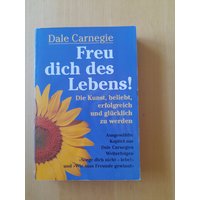 Dale Carnegie
Freu
dich des
Lebens!
Die Kunst, beliebt,
erfolgreich
und glücklich
zu werden
Ausgewählte
Kapitel aus
Dale Carnegies
Welterfolgen
»Sorge dich nicht – lebe!«
und »Wie man Freunde gewinnt«